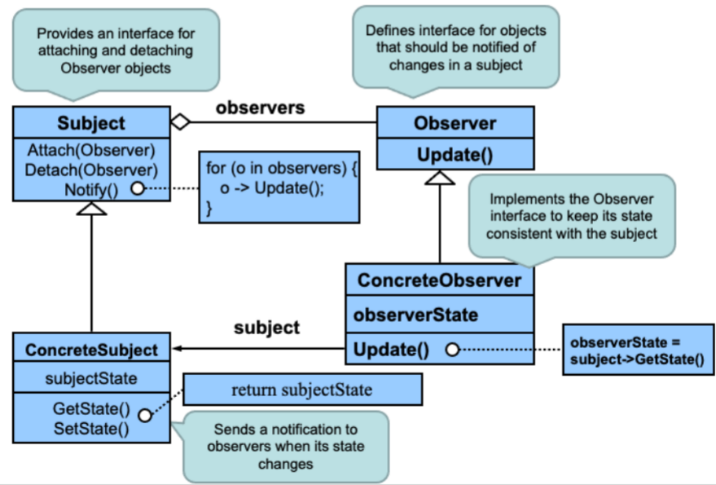 Provides an interface for
attaching and detaching
Observer objects
Defines interface for objects
that should be notified of
changes in a subject
observers
Subject
Attach(Observer)
Detach(Observer)
Notify()
for (o in observers) {
o -> Update();
}
Observer
Update()
Implements the Observer
interface to keep its state
consistent with the subject
ConcreteObserver
observerState
Update()
observerState =
subject->GetState()
subject
ConcreteSubject
subjectState
GetState()
SetState()
return subjectState
Sends a notification to
observers when its state
changes